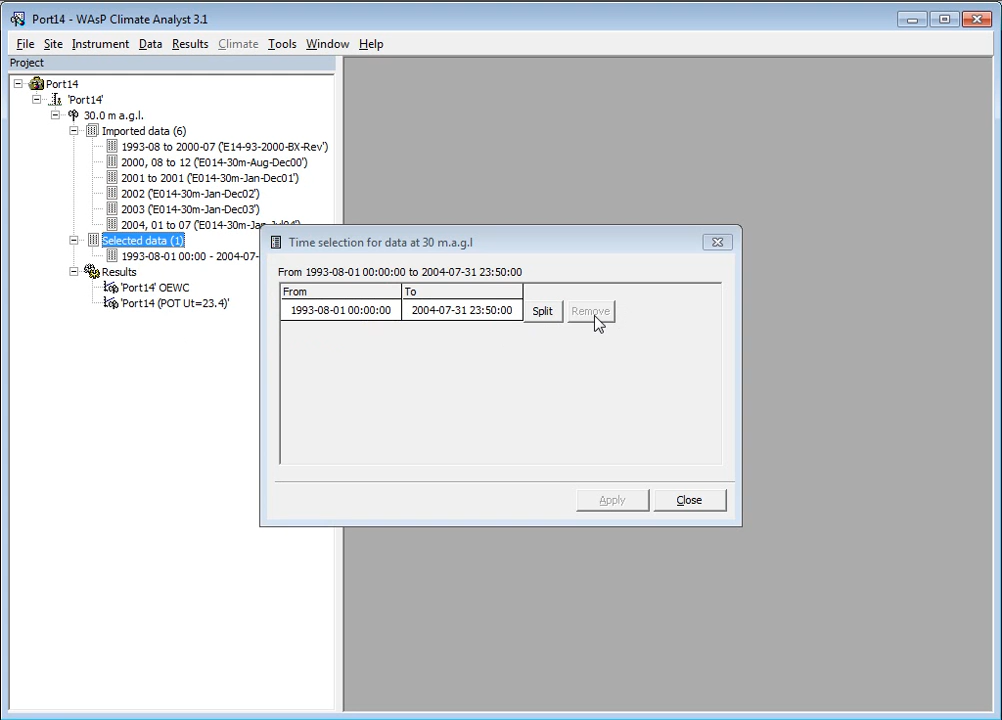 Port14 - WAsP Climate Analyst 3.1
File Site Instrument Data Results Climate Tools Window Help
Project
Port14
'Port14'
30.0 m a.g.l.
Imported data (6)
1993-08 to 2000-07 ('E14-93-2000-BX-Rev')
2000, 08 to 12 ('E014-30m-Aug-Dec00')
2001 to 2001 ('E014-30m-Jan-Dec01')
2002 ('E014-30m-Jan-Dec02')
2003 ('E014-30m-Jan-Dec03')
2004, 01 to 07 ('E014-30m-Jan-Jul04')
Selected data (1)
1993-08-01 00:00 - 2004-07-
Results
'Port14' OEWC
'Port14 (POT Ut=23.4)'
Time selection for data at 30 m.a.g.l
From 1993-08-01 00:00:00 to 2004-07-31 23:50:00
From To
1993-08-01 00:00:00 2004-07-31 23:50:00 Split Remove
Apply Close